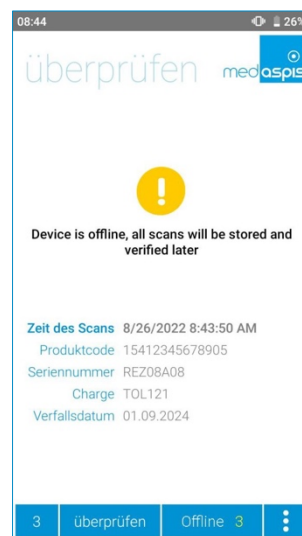 08:44 26%
überprüfen
medaspis
!
Device is offline, all scans will be stored and
verified later
Zeit des Scans 8/26/2022 8:43:50 AM
Produktcode 15412345678905
Seriennummer REZ08A08
Charge TOL121
Verfallsdatum 01.09.2024
3 überprüfen Offline 3